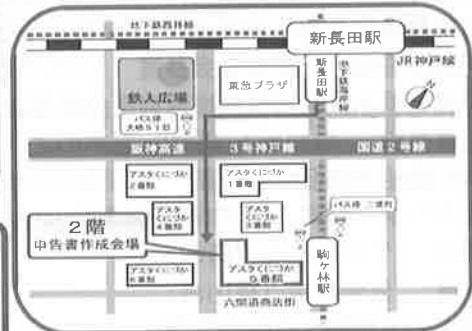 地下鉄西神線
新長田駅
JR神戸線
鉄人広場
東急プラザ
新長田駅
地下鉄海岸線
バス停
大橋5丁目
阪神高速 3号神戸線 国道2号線
アスタくにづか
2番館
アスタくにづか
1番館
アスタ
くにづか
4番館
アスタ
くにづか
3番館
バス停 二葉町
2階
申告書作成会場
駒ヶ林駅
アスタくにづか
6番館
アスタくにづか
5番館
六間道商店街